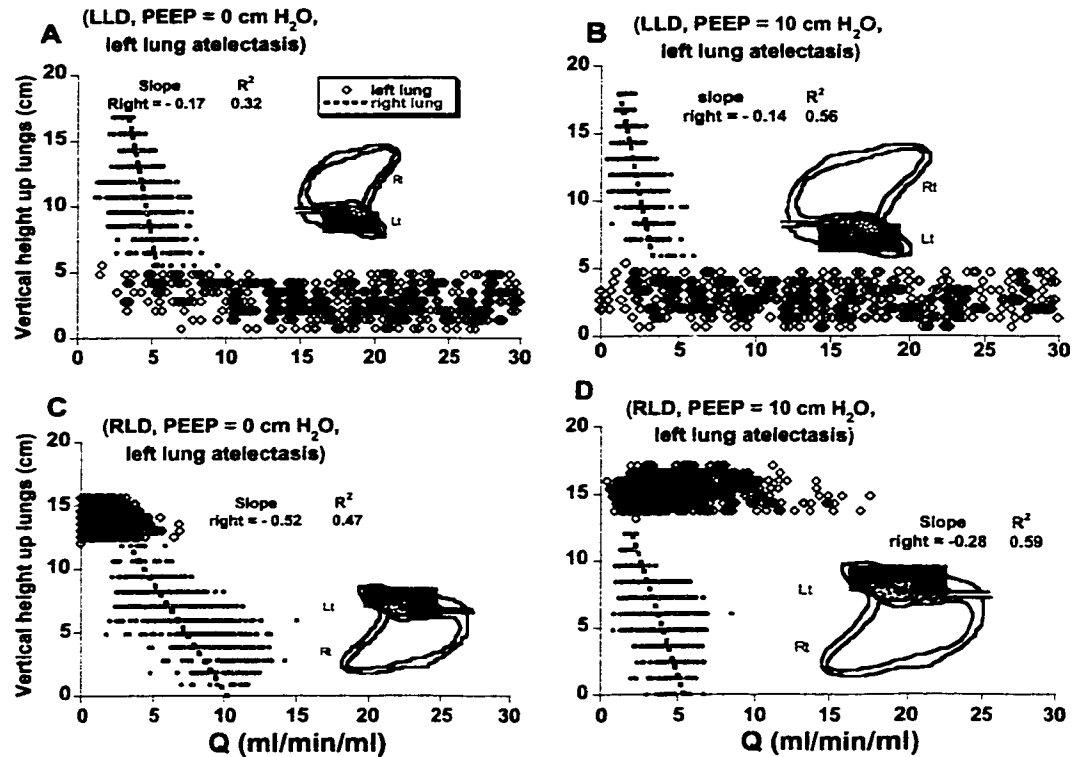 A
(LLD, PEEP = 0 cm H2O,
left lung atelectasis)
Vertical height up lungs (cm)
20
15
10
5
0
Slope R2
Right = - 0.17 0.32
left lung
right lung
Rt
Lt
0 5 10 15 20 25 30
B
(LLD, PEEP = 10 cm H2O,
left lung atelectasis)
20
15
10
5
0
slope R2
right = - 0.14 0.56
Rt
Lt
0 5 10 15 20 25 30
C
(RLD, PEEP = 0 cm H2O,
left lung atelectasis)
Vertical height up lungs (cm)
20
15
10
5
0
Slope R2
right = - 0.52 0.47
Lt
Rt
0 5 10 15 20 25 30
Q (ml/min/ml)
D
(RLD, PEEP = 10 cm H2O,
left lung atelectasis)
20
15
10
5
0
Slope R2
right = -0.28 0.59
Lt
Rt
0 5 10 15 20 25 30
Q (ml/min/ml)